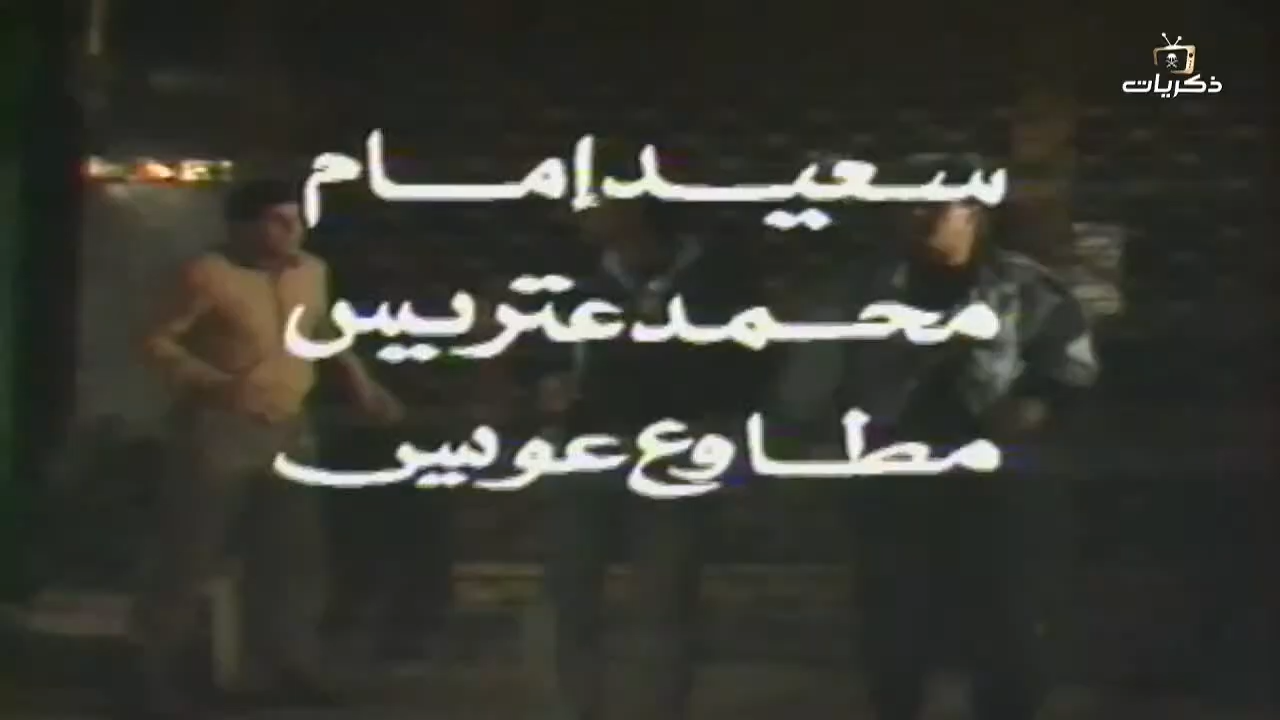 ذكريات
سعيد إمام
محمد عتريس
مطاوع عويس